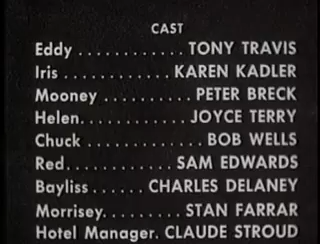 CAST
Eddy ............ TONY TRAVIS
Iris ............ KAREN KADLER
Mooney .......... PETER BRECK
Helen............ JOYCE TERRY
Chuck ............ BOB WELLS
Red............ SAM EDWARDS
Bayliss ...... CHARLES DELANEY
Morrisey......... STAN FARRAR
Hotel Manager. CLAUDE STROUD